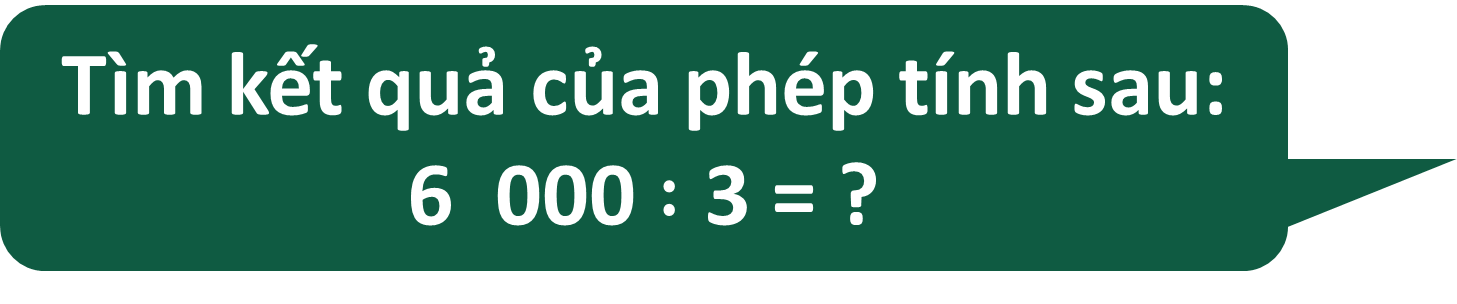 Tìm kết quả của phép tính sau:
6  000 : 3 = ?